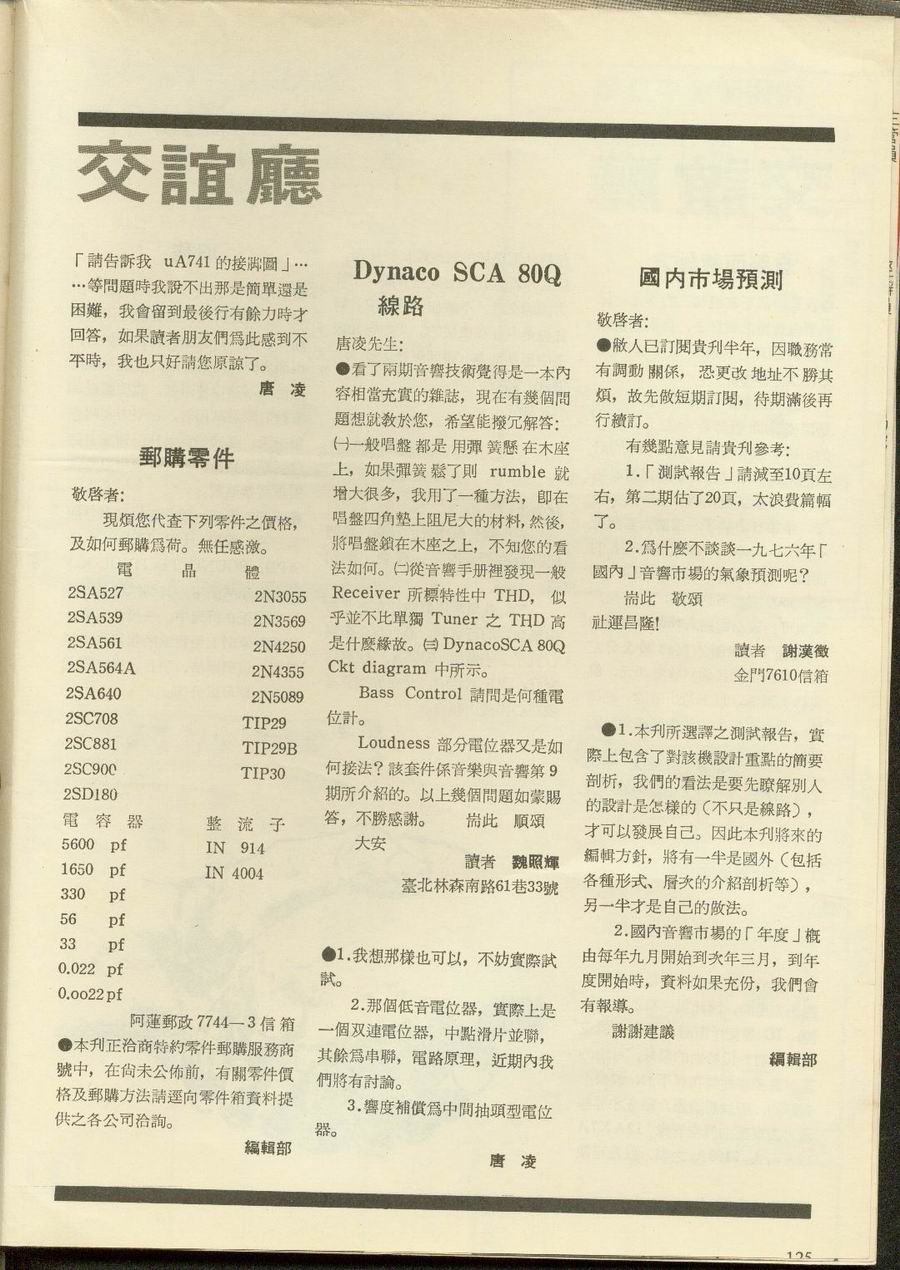 交誼廳
「請告訴我 uA741的接脚圖」…
…等問題時我說不出那是簡單還是
困難，我會留到最後行有餘力時才
回答，如果讀者朋友們爲此感到不
平時，我也只好請您原諒了。
唐 凌
郵購零件
敬啓者：
現煩您代查下列零件之價格，
及如何郵購爲荷。無任感激。
電 晶 體
2SA527 2N3055
2SA539 2N3569
2SA561 2N4250
2SA564A 2N4355
2SA640 2N5089
2SC708 TIP29
2SC881 TIP29B
2SC900 TIP30
2SD180
電 容 器 整 流 子
5600 pf IN 914
1650 pf IN 4004
330 pf
56 pf
33 pf
0.022 pf
0.oo22pf
阿蓮郵政7744—3信箱
●本刋正洽商特約零件郵購服務商
號中，在尙未公佈前，有關零件價
格及郵購方法請逕向零件箱資料提
供之各公司洽詢。
編輯部
Dynaco SCA 80Q
線路
唐凌先生：
●看了兩期音響技術覺得是一本內
容相當充實的雜誌，現在有幾個問
題想就敎於您，希望能撥冗解答：
㈠一般唱盤都是用彈簧懸在木座
上，如果彈簧鬆了則 rumble 就
增大很多，我用了一種方法，卽在
唱盤四角墊上阻尼大的材料，然後，
將唱盤鎖在木座之上，不知您的看
法如何。㈡從音響手册裡發現一般
Receiver 所標特性中 THD， 似
乎並不比單獨 Tuner 之 THD 高
是什麼緣故。㈢DynacoSCA 80Q
Ckt diagram 中所示。
Bass Control 請問是何種電
位計。
Loudness 部分電位器又是如
何接法？該套件係音樂與音響第9
期所介紹的。以上幾個問題如蒙賜
答，不勝感謝。 耑此 順頌
大安
讀者 魏照輝
臺北林森南路61巷33號
●1.我想那樣也可以，不妨實際試
試。
2.那個低音電位器，實際上是
一個双連電位器，中點滑片並聯，
其餘爲串聯，電路原理，近期內我
們將有討論。
3.響度補償爲中間抽頭型電位
器。
唐 凌
國內市場預測
敬啓者：
●敝人已訂閱貴刋半年，因職務常
有調動關係， 恐更改地址不勝其
煩，故先做短期訂閱，待期滿後再
行續訂。
有幾點意見請貴刋參考：
1.「測試報告」請減至10頁左
右，第二期佔了20頁，太浪費篇幅
了。
2.爲什麼不談談一九七六年「
國內」音響市場的氣象預測呢？
耑此 敬頌
社運昌隆！
讀者 謝漢徵
金門7610信箱
●1.本刋所選譯之測試報告，實
際上包含了對該機設計重點的簡要
剖析，我們的看法是要先瞭解別人
的設計是怎樣的（不只是線路），
才可以發展自己。因此本刋將來的
編輯方針，將有一半是國外（包括
各種形式、層次的介紹剖析等），
另一半才是自己的做法。
2.國內音響市場的「年度」概
由每年九月開始到次年三月，到年
度開始時，資料如果充份，我們會
有報導。
謝謝建議
編輯部
125